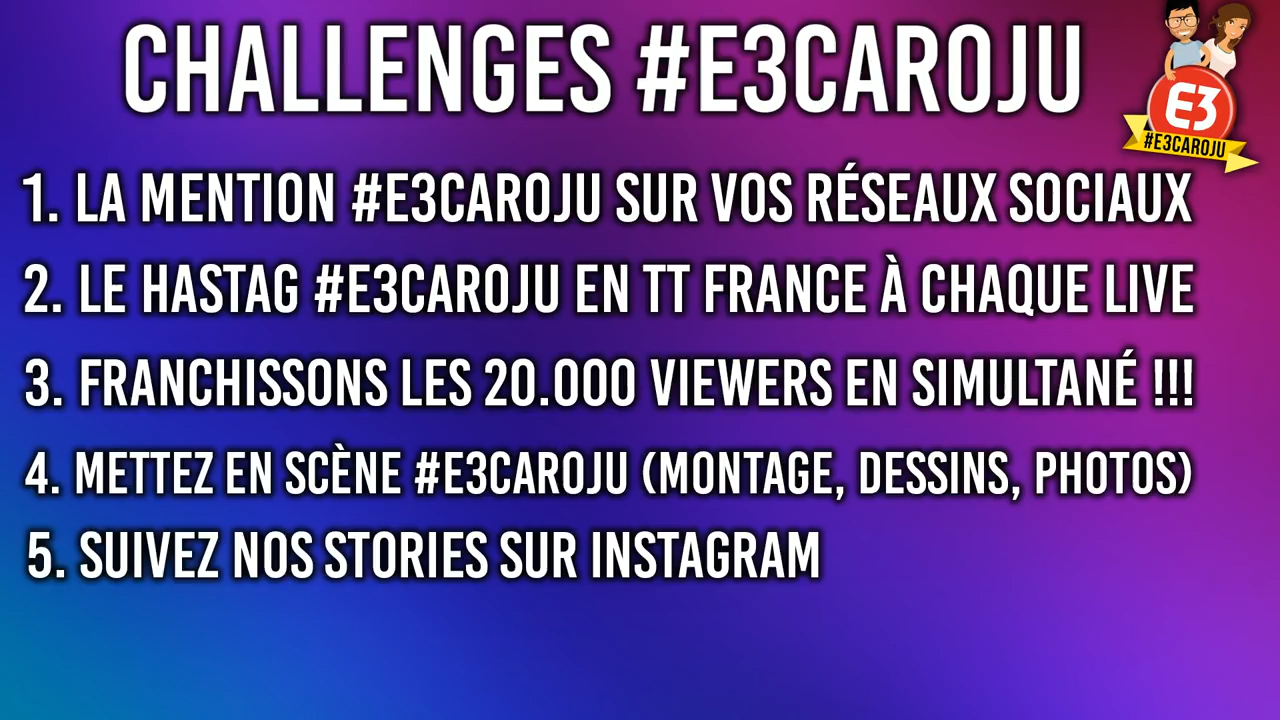 CHALLENGES #E3CAROJU
E3
#E3CAROJU
1. LA MENTION #E3CAROJU SUR VOS RÉSEAUX SOCIAUX
2. LE HASTAG #E3CAROJU EN TT FRANCE À CHAQUE LIVE
3. FRANCHISSONS LES 20.000 VIEWERS EN SIMULTANÉ !!!
4. METTEZ EN SCÈNE #E3CAROJU (MONTAGE, DESSINS, PHOTOS)
5. SUIVEZ NOS STORIES SUR INSTAGRAM